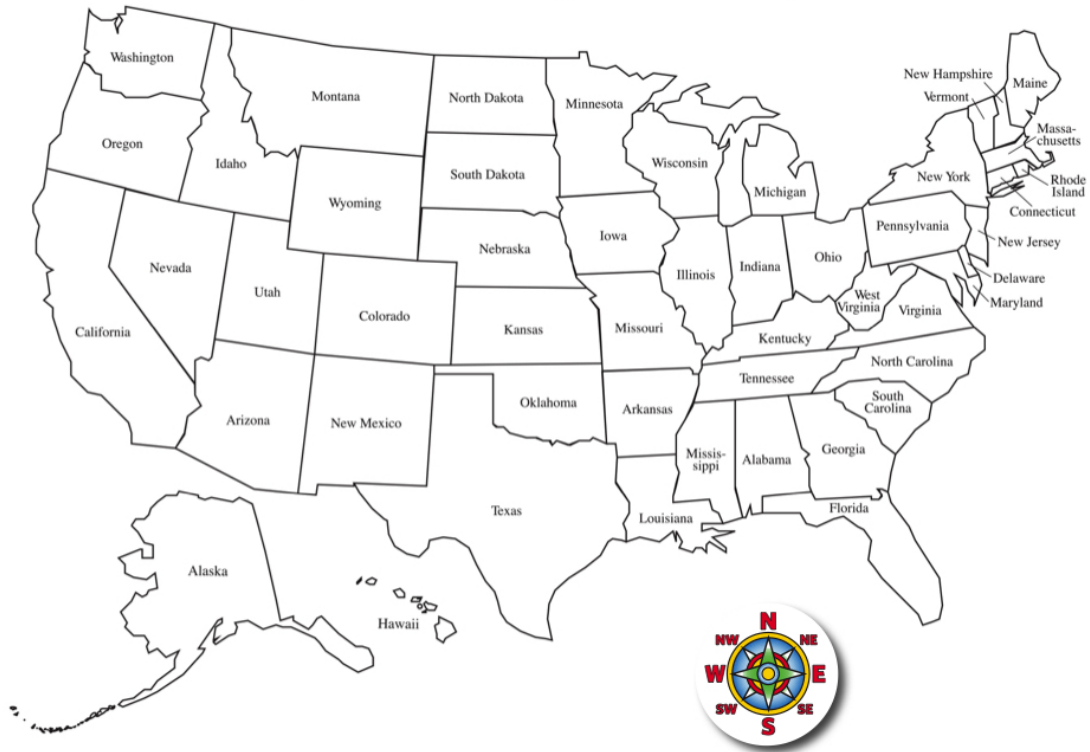 Washington
Montana
North Dakota
Minnesota
New Hampshire
Vermont
Maine
Massa-
chusetts
Oregon
Idaho
Wyoming
South Dakota
Wisconsin
Michigan
New York
Rhode
Island
Connecticut
Nevada
Utah
Colorado
Nebraska
Iowa
Illinois
Indiana
Ohio
Pennsylvania
New Jersey
Delaware
Maryland
California
Kansas
Missouri
Kentucky
West
Virginia
Virginia
Arizona
New Mexico
Oklahoma
Arkansas
Tennessee
North Carolina
South
Carolina
Texas
Louisiana
Missis-
sippi
Alabama
Georgia
Florida
Alaska
Hawaii
N
NW
NE
W
E
SW
SE
S